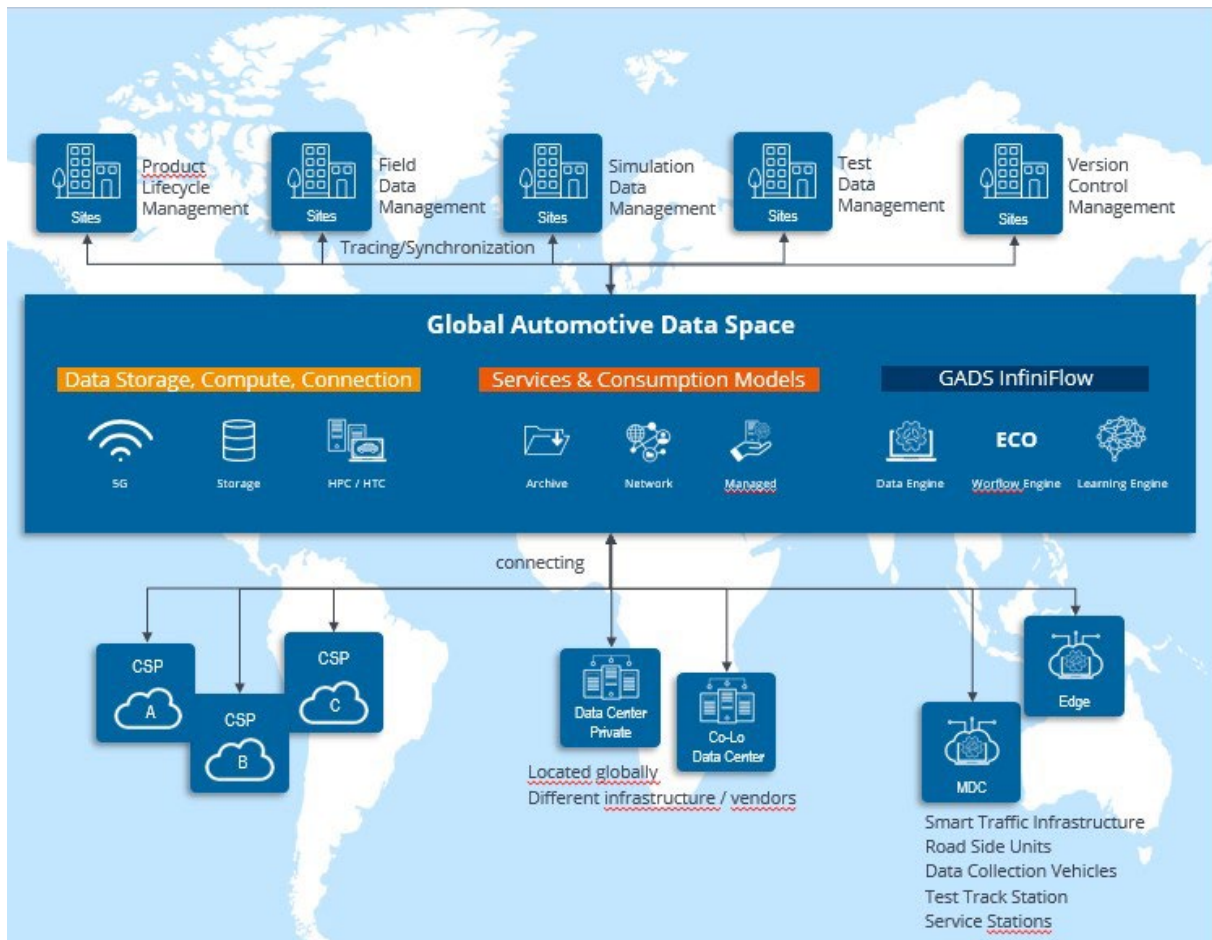 Product
Lifecycle
Management
Sites
Field
Data
Management
Sites
Simulation
Data
Management
Sites
Test
Data
Management
Sites
Version
Control
Management
Sites
Tracing/Synchronization
Global Automotive Data Space
Data Storage, Compute, Connection
5G
Storage
HPC / HTC
Services & Consumption Models
Archive
Network
Managed
GADS InfiniFlow
Data Engine
ECO
Worflow Engine
Learning Engine
connecting
CSP
A
CSP
B
CSP
C
Data Center
Private
Co-Lo
Data Center
Located globally
Different infrastructure / vendors
Edge
MDC
Smart Traffic Infrastructure
Road Side Units
Data Collection Vehicles
Test Track Station
Service Stations